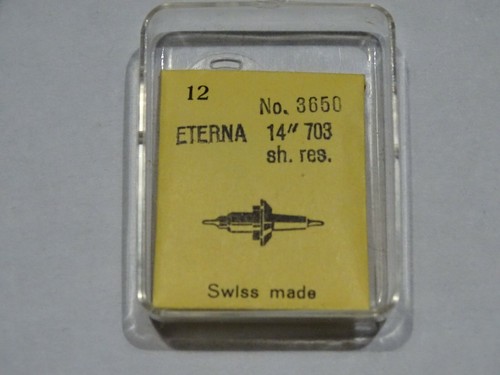 12
No. 3650
ETERNA 14″ 703
sh. res.
Swiss made